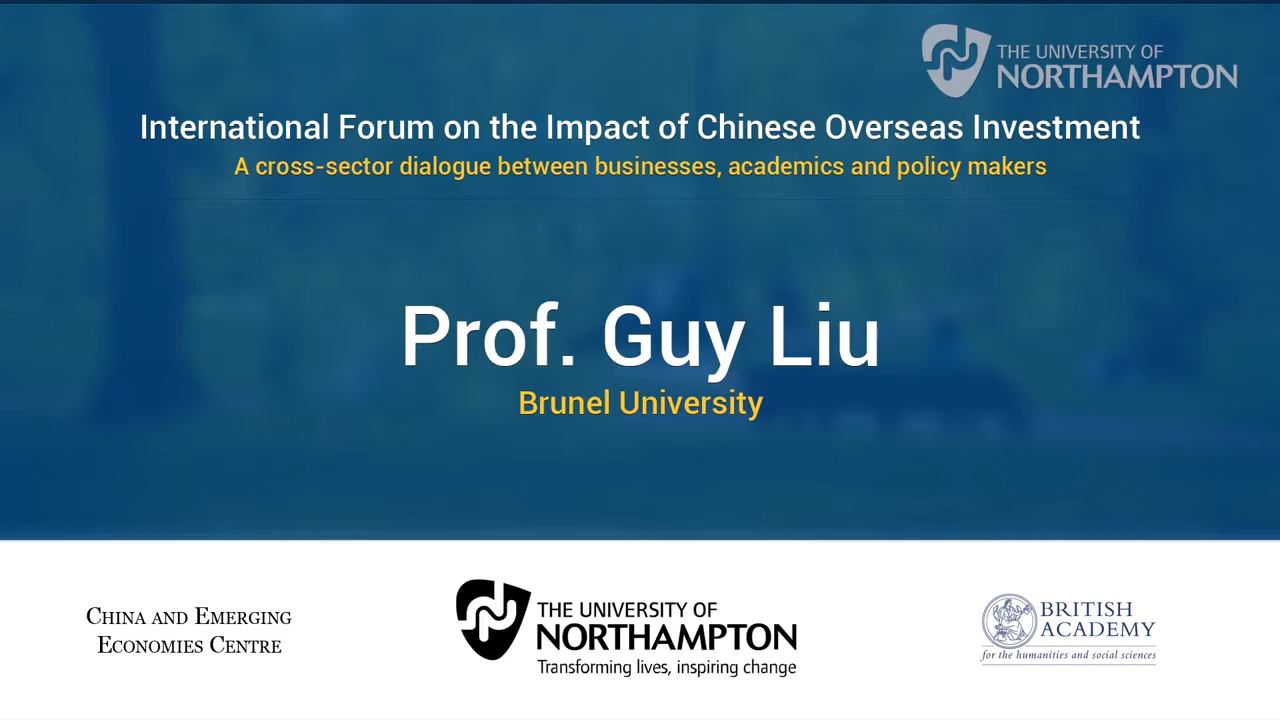 THE UNIVERSITY OF
NORTHAMPTON
International Forum on the Impact of Chinese Overseas Investment
A cross-sector dialogue between businesses, academics and policy makers
Prof. Guy Liu
Brunel University
CHINA AND EMERGING
ECONOMIES CENTRE
THE UNIVERSITY OF
NORTHAMPTON
Transforming lives, inspiring change
BRITISH
ACADEMY
for the humanities and social sciences